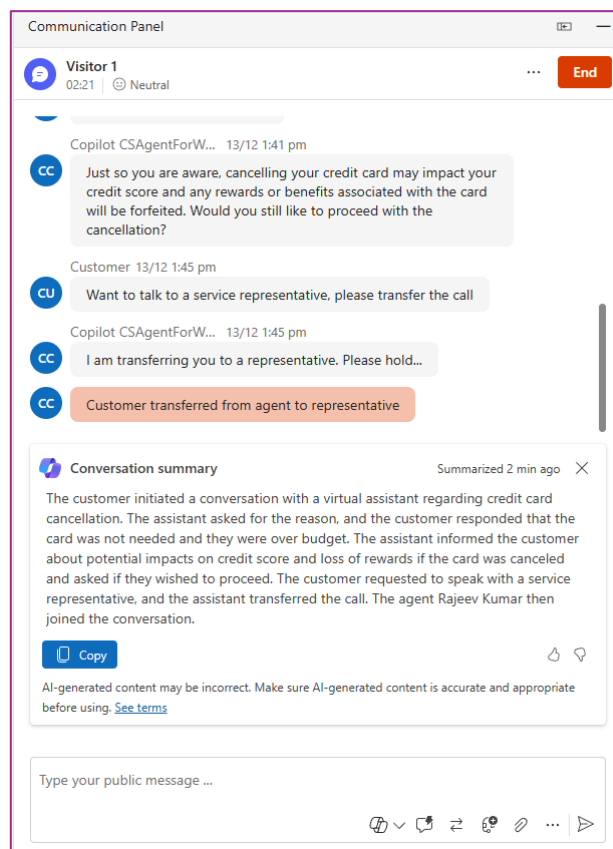 Communication Panel
Visitor 1
02:21 Neutral
End
Copilot CSAgentForW... 13/12 1:41 pm
CC
Just so you are aware, cancelling your credit card may impact your
credit score and any rewards or benefits associated with the card
will be forfeited. Would you still like to proceed with the
cancellation?
Customer 13/12 1:45 pm
CU
Want to talk to a service representative, please transfer the call
Copilot CSAgentForW... 13/12 1:45 pm
CC
I am transferring you to a representative. Please hold...
CC
Customer transferred from agent to representative
Conversation summary
Summarized 2 min ago
The customer initiated a conversation with a virtual assistant regarding credit card
cancellation. The assistant asked for the reason, and the customer responded that the
card was not needed and they were over budget. The assistant informed the customer
about potential impacts on credit score and loss of rewards if the card was canceled
and asked if they wished to proceed. The customer requested to speak with a service
representative, and the assistant transferred the call. The agent Rajeev Kumar then
joined the conversation.
Copy
AI-generated content may be incorrect. Make sure AI-generated content is accurate and appropriate
before using. See terms
Type your public message ...